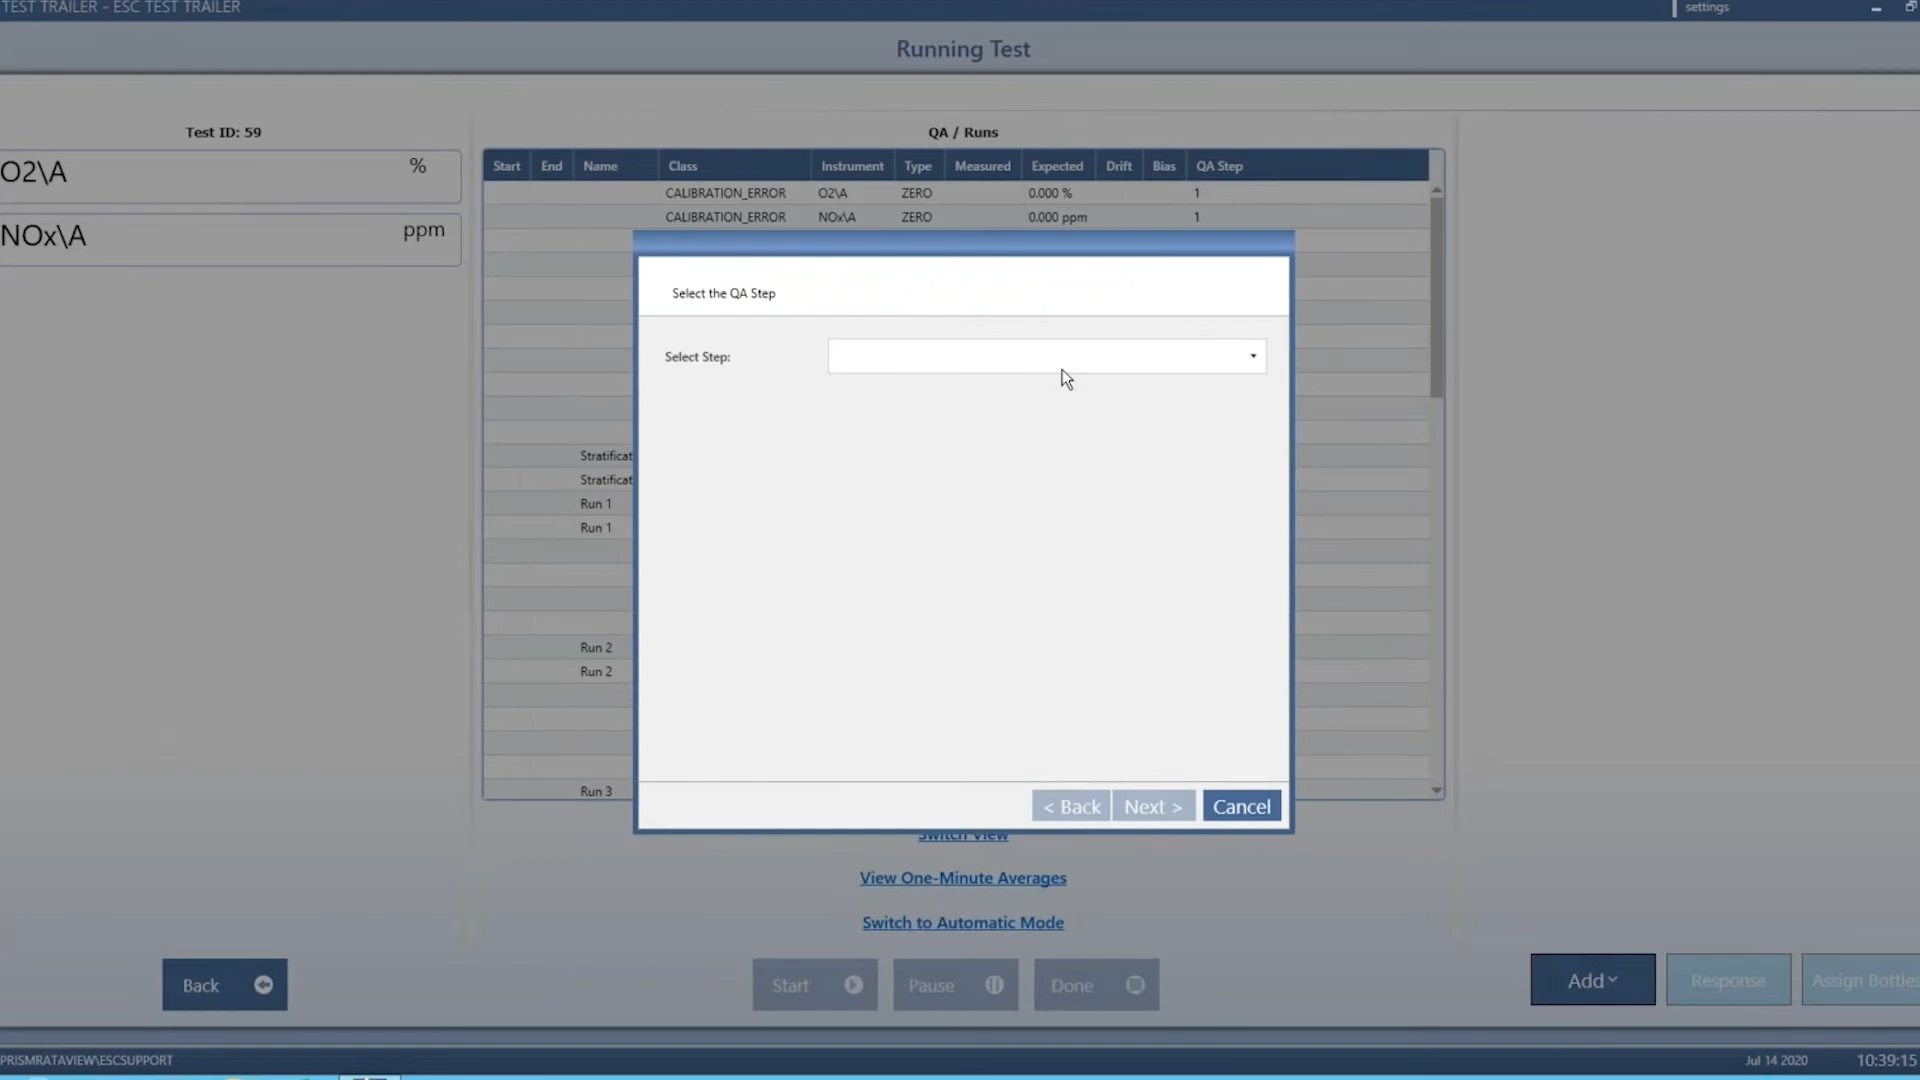 TEST TRAILER - ESC TEST TRAILER
settings
Running Test
Test ID: 59
O2\A %
NOx\A ppm
QA / Runs
Start End Name Class Instrument Type Measured Expected Drift Bias QA Step
CALIBRATION_ERROR O2\A ZERO 0.000 % 1
CALIBRATION_ERROR NOx\A ZERO 0.000 ppm 1
Select the QA Step
Select Step:
Stratificat
Stratificat
Run 1
Run 1
Run 2
Run 2
Run 3
< Back Next > Cancel
Switch View
View One-Minute Averages
Switch to Automatic Mode
Back
Start Pause Done
Add Response Assign Bottles
PRISMRATAVIEW\ESCSUPPORT
Jul 14 2020 10:39:15